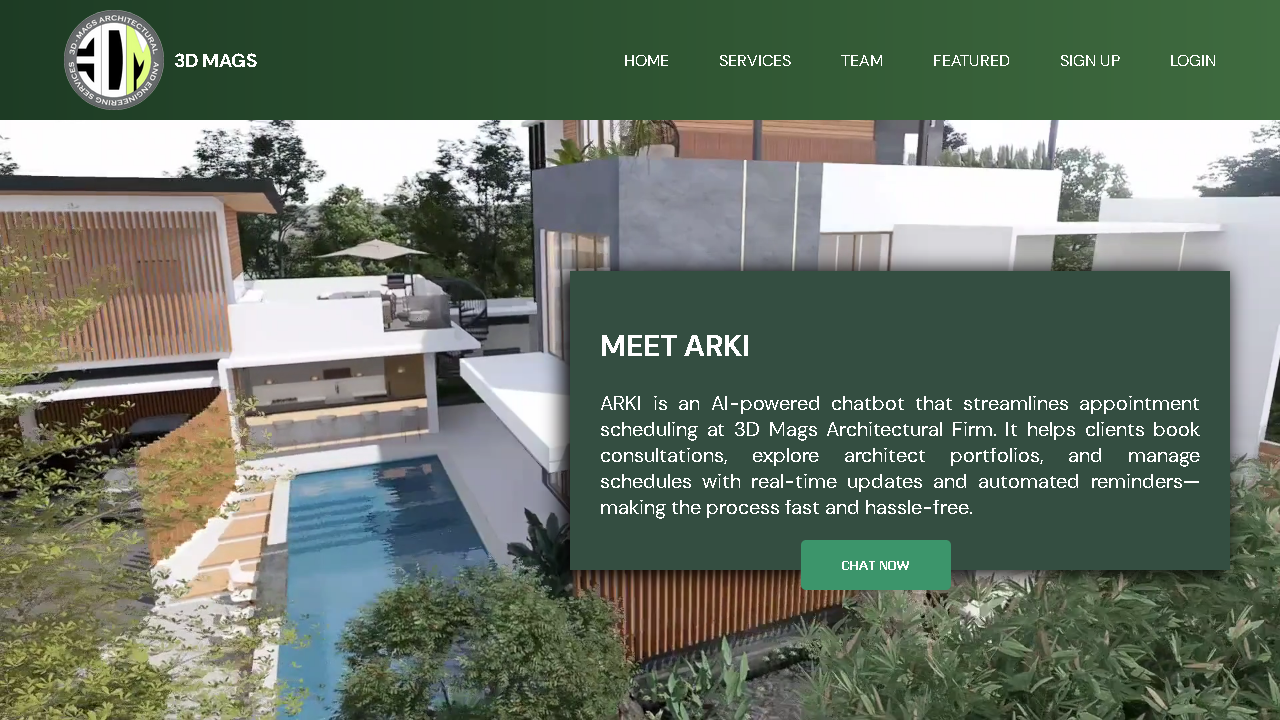 3D MAGS ARCHITECTURAL AND ENGINEERING SERVICES
3DM
3D MAGS
HOME
SERVICES
TEAM
FEATURED
SIGN UP
LOGIN
MEET ARKI
ARKI is an AI-powered chatbot that streamlines appointment
scheduling at 3D Mags Architectural Firm. It helps clients book
consultations, explore architect portfolios, and manage
schedules with real-time updates and automated reminders—
making the process fast and hassle-free.
CHAT NOW